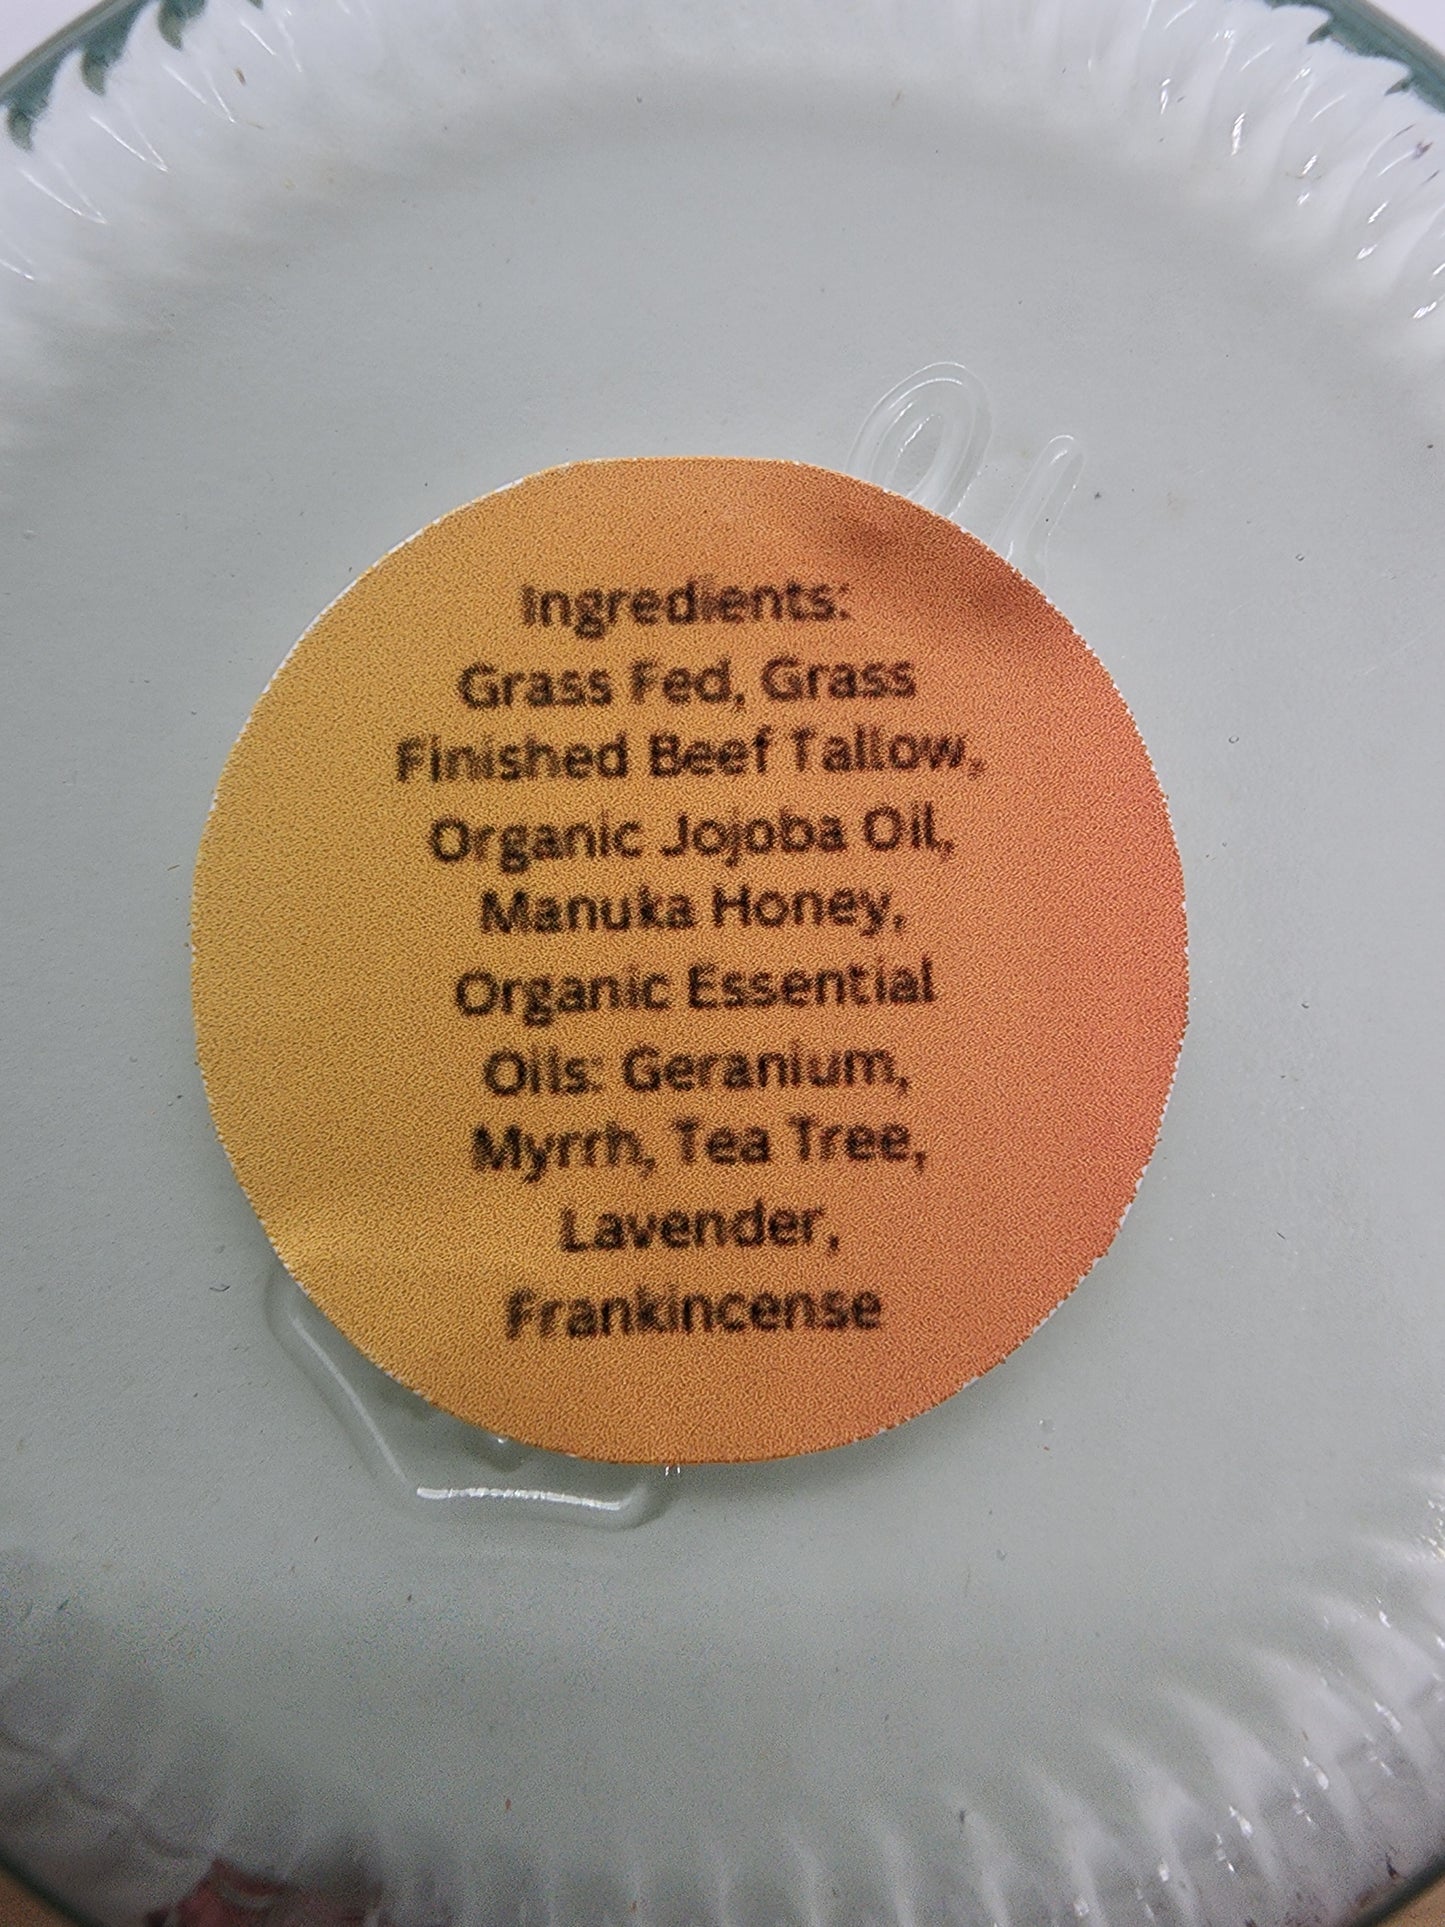 Ingredients:
Grass Fed, Grass
Finished Beef Tallow,
Organic Jojoba Oil,
Manuka Honey,
Organic Essential
Oils: Geranium,
Myrrh, Tea Tree,
Lavender,
Frankincense